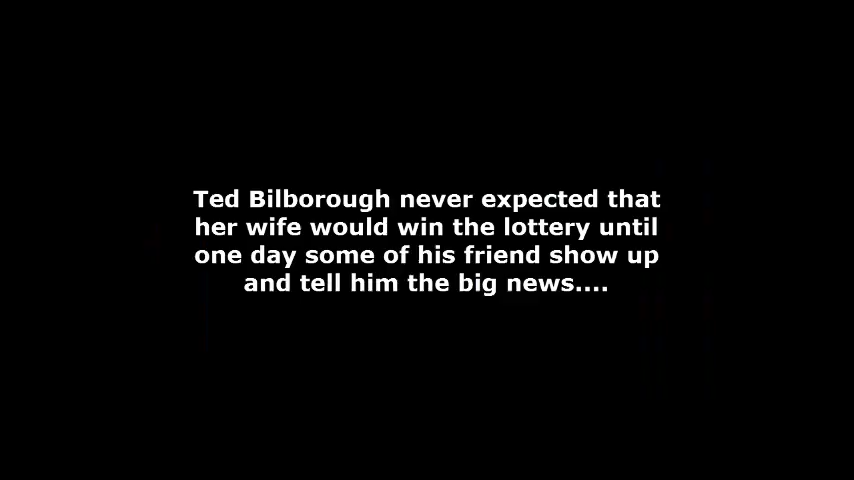 Ted Bilborough never expected that
her wife would win the lottery until
one day some of his friend show up
and tell him the big news....